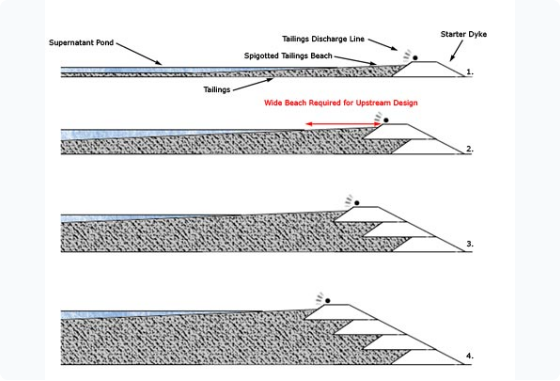 Tailings Discharge Line
Starter Dyke
Supernatant Pond
Spigotted Tailings Beach
1.
Tailings
Wide Beach Required for Upstream Design
2.
3.
4.